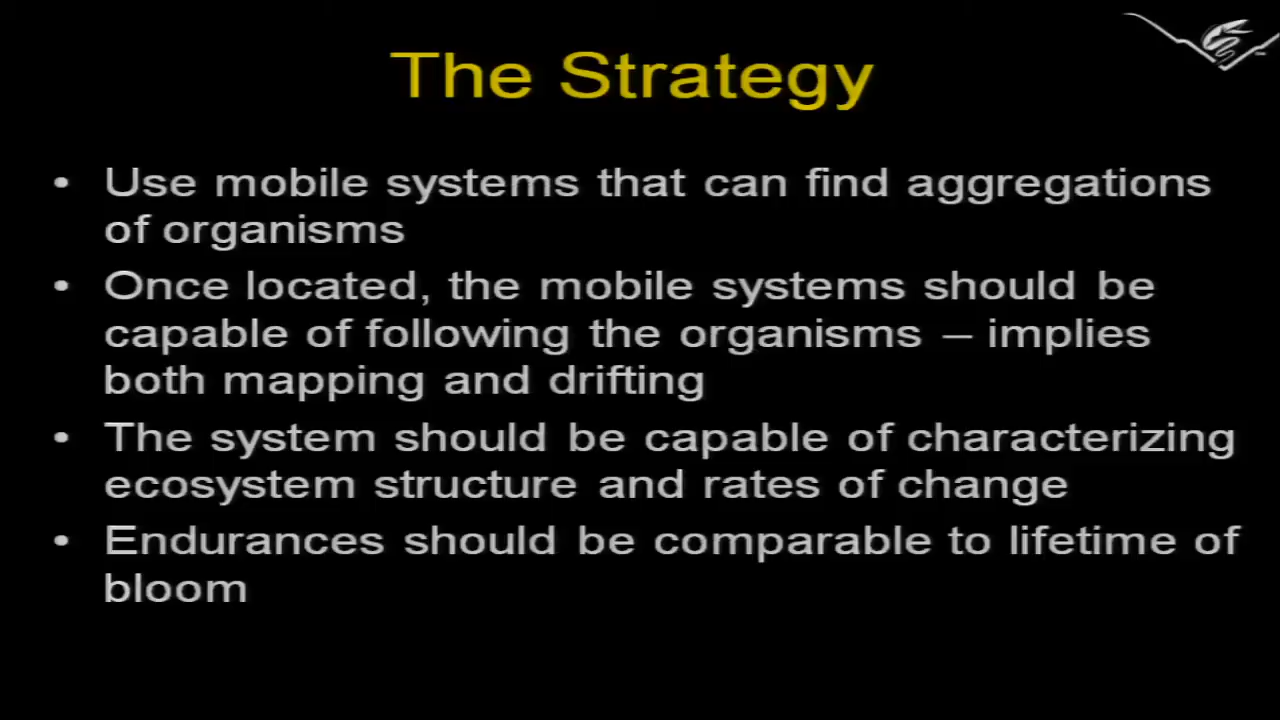 The Strategy
• Use mobile systems that can find aggregations
of organisms
• Once located, the mobile systems should be
capable of following the organisms – implies
both mapping and drifting
• The system should be capable of characterizing
ecosystem structure and rates of change
• Endurances should be comparable to lifetime of
bloom